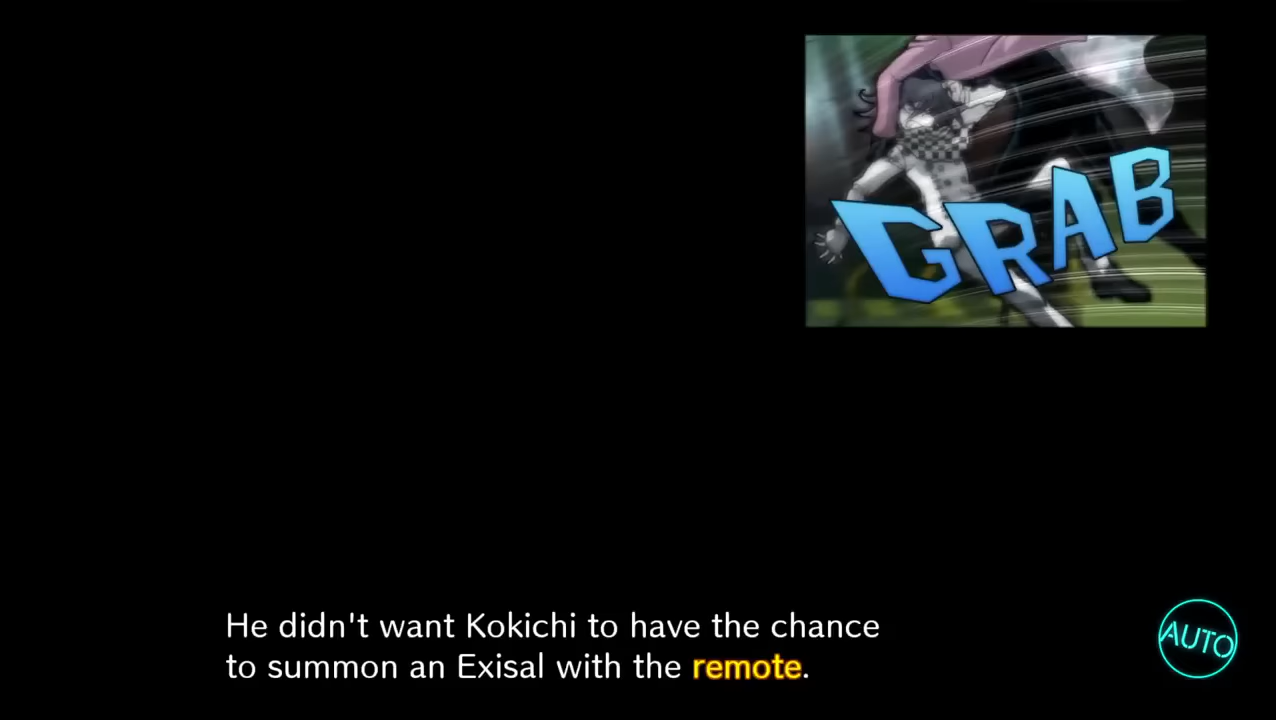 GRAB
He didn't want Kokichi to have the chance
to summon an Exisal with the remote.
AUTO